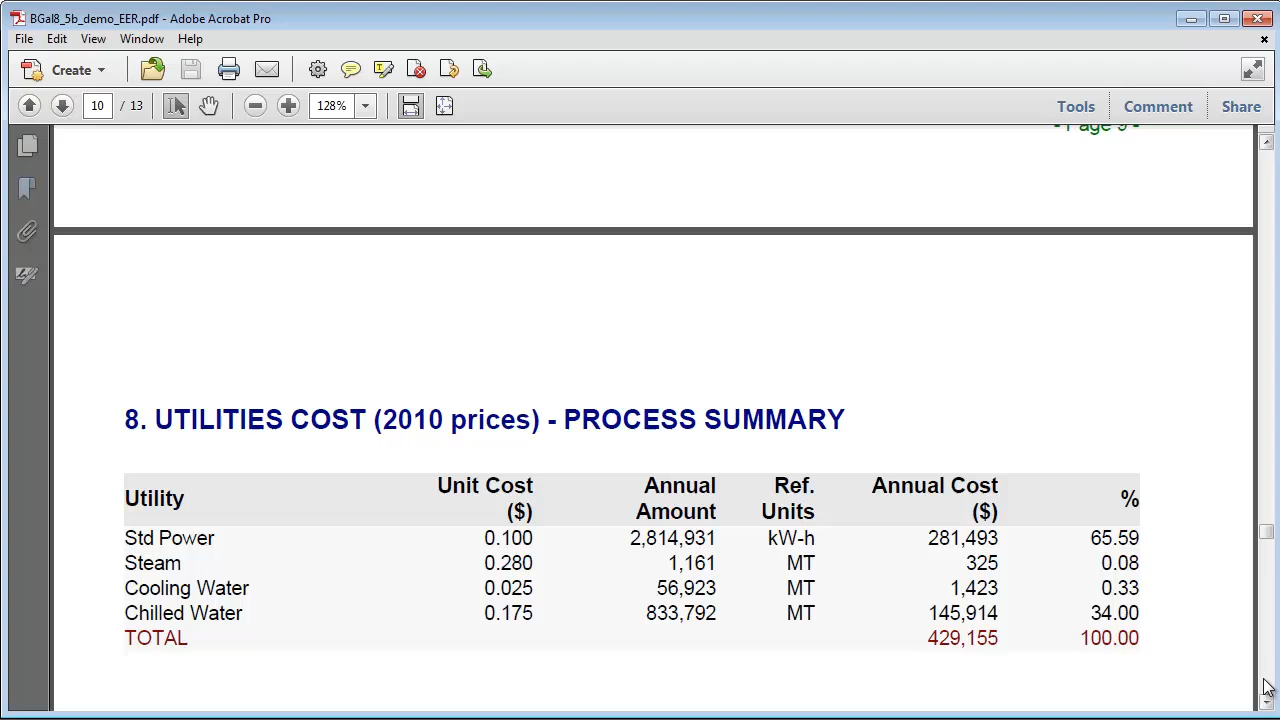 BGal8_5b_demo_EER.pdf - Adobe Acrobat Pro
File Edit View Window Help
Create
10 / 13 128% Tools Comment Share
- Page 9 -
8. UTILITIES COST (2010 prices) - PROCESS SUMMARY
Utility Unit Cost ($) Annual Amount Ref. Units Annual Cost ($) %
Std Power 0.100 2,814,931 kW-h 281,493 65.59
Steam 0.280 1,161 MT 325 0.08
Cooling Water 0.025 56,923 MT 1,423 0.33
Chilled Water 0.175 833,792 MT 145,914 34.00
TOTAL 429,155 100.00